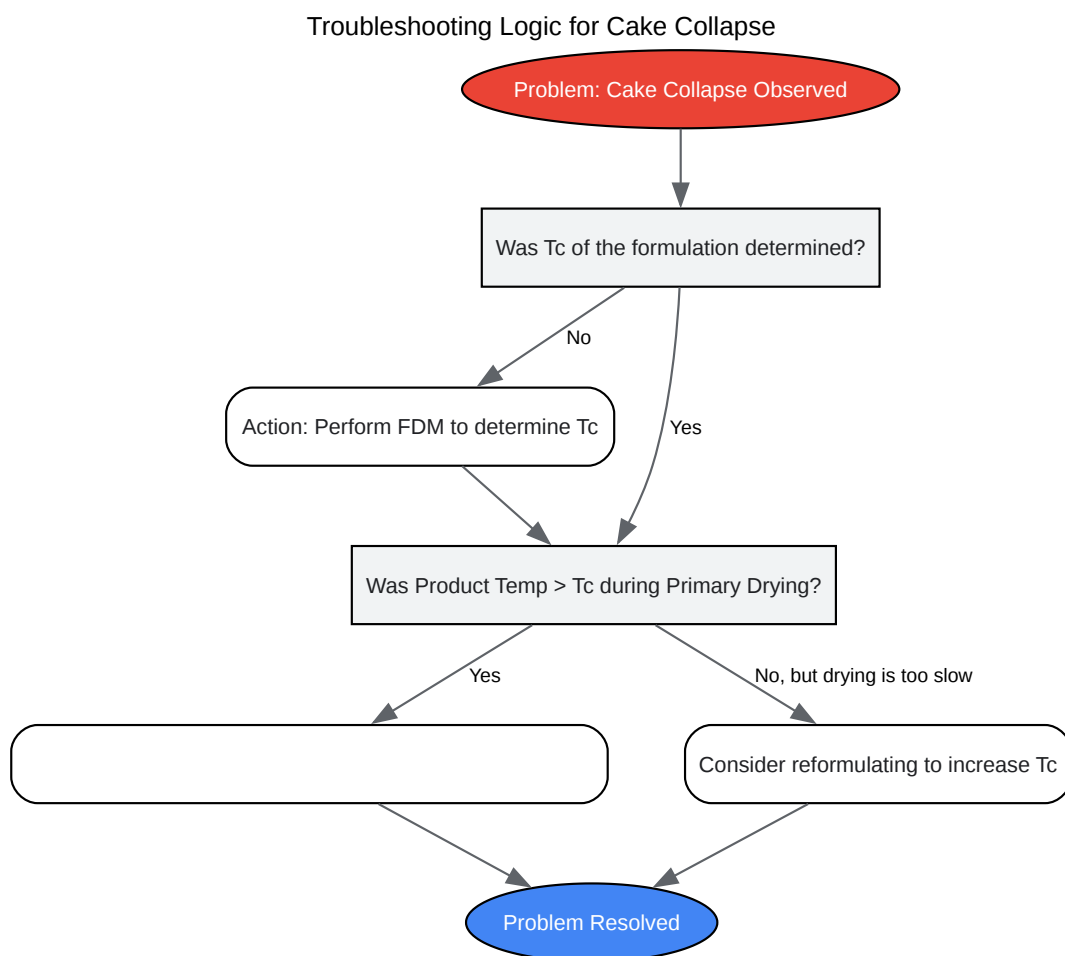 Troubleshooting Logic for Cake Collapse
Problem: Cake Collapse Observed
Was Tc of the formulation determined?
No
Action: Perform FDM to determine Tc
Yes
Was Product Temp > Tc during Primary Drying?
Yes
No, but drying is too slow
Consider reformulating to increase Tc
Problem Resolved